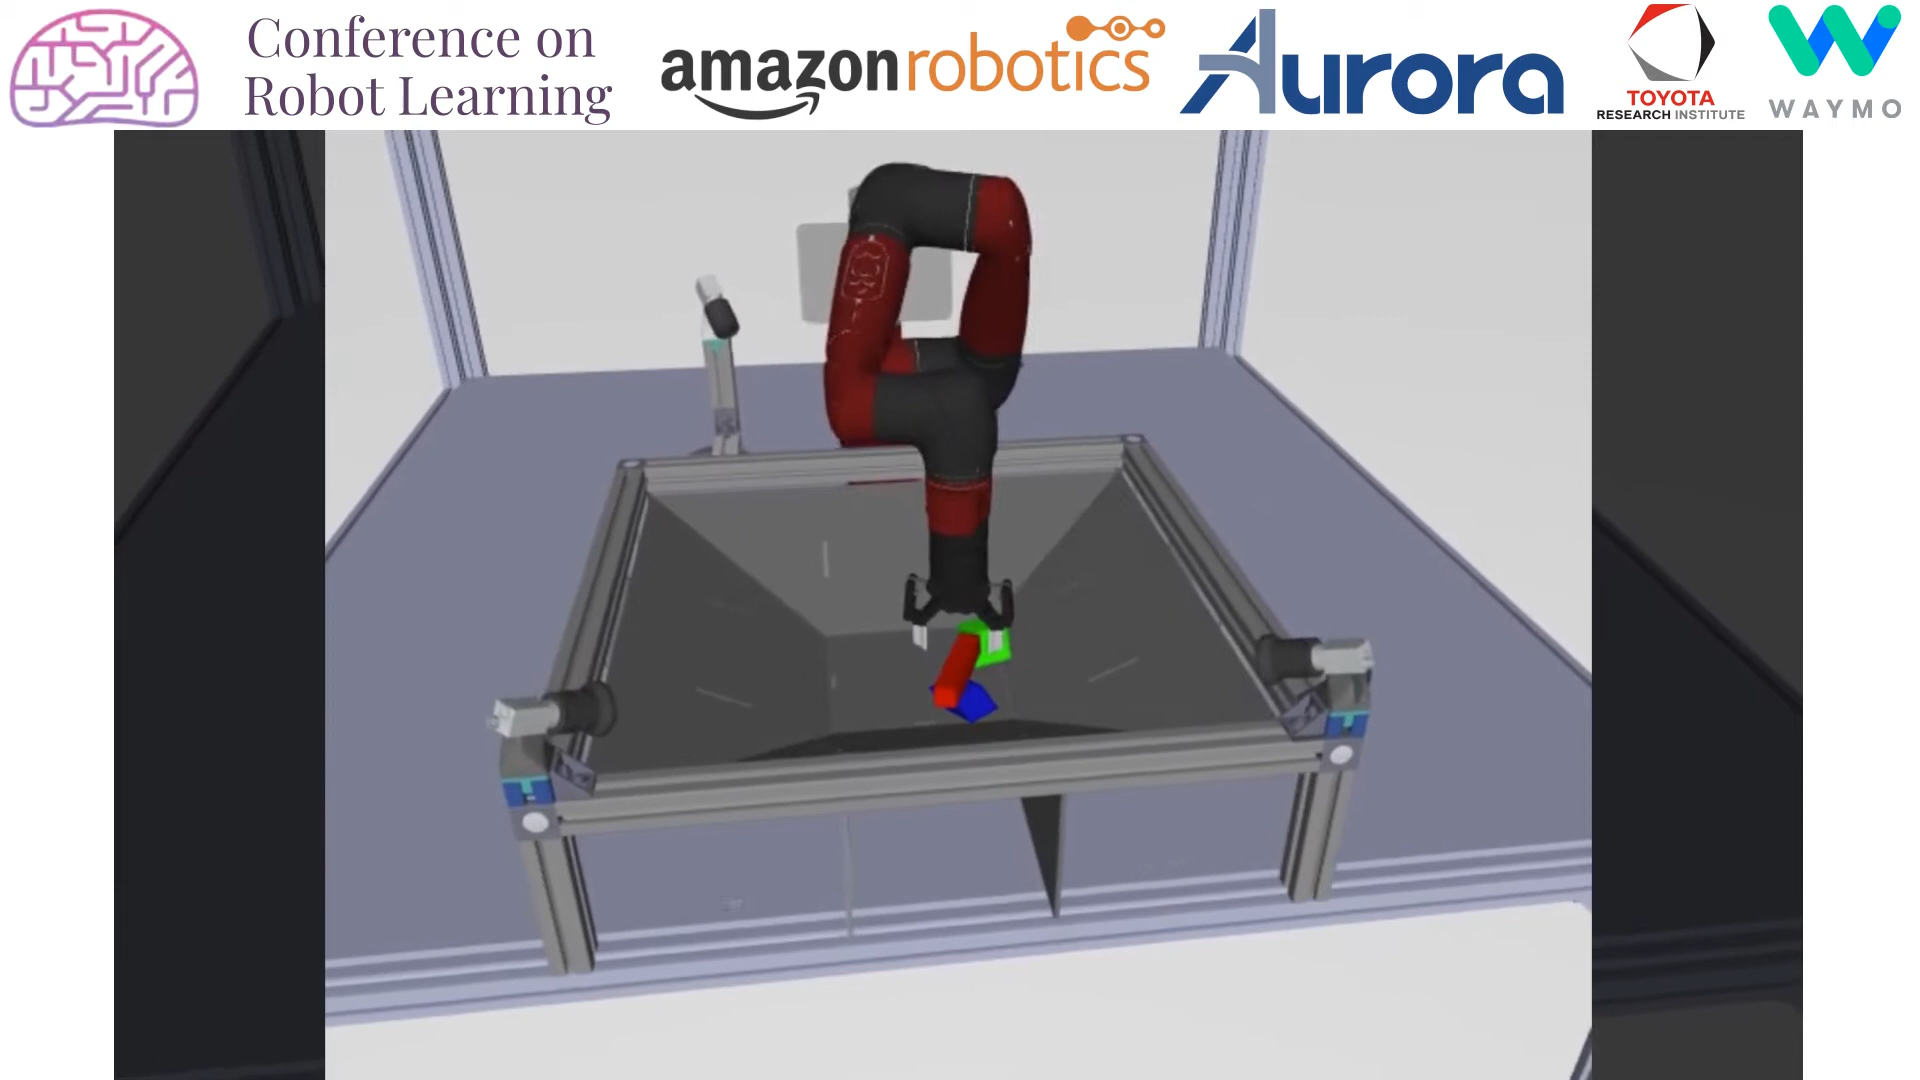 Conference on
Robot Learning
amazon robotics
Aurora
TOYOTA
RESEARCH INSTITUTE
WAYMO